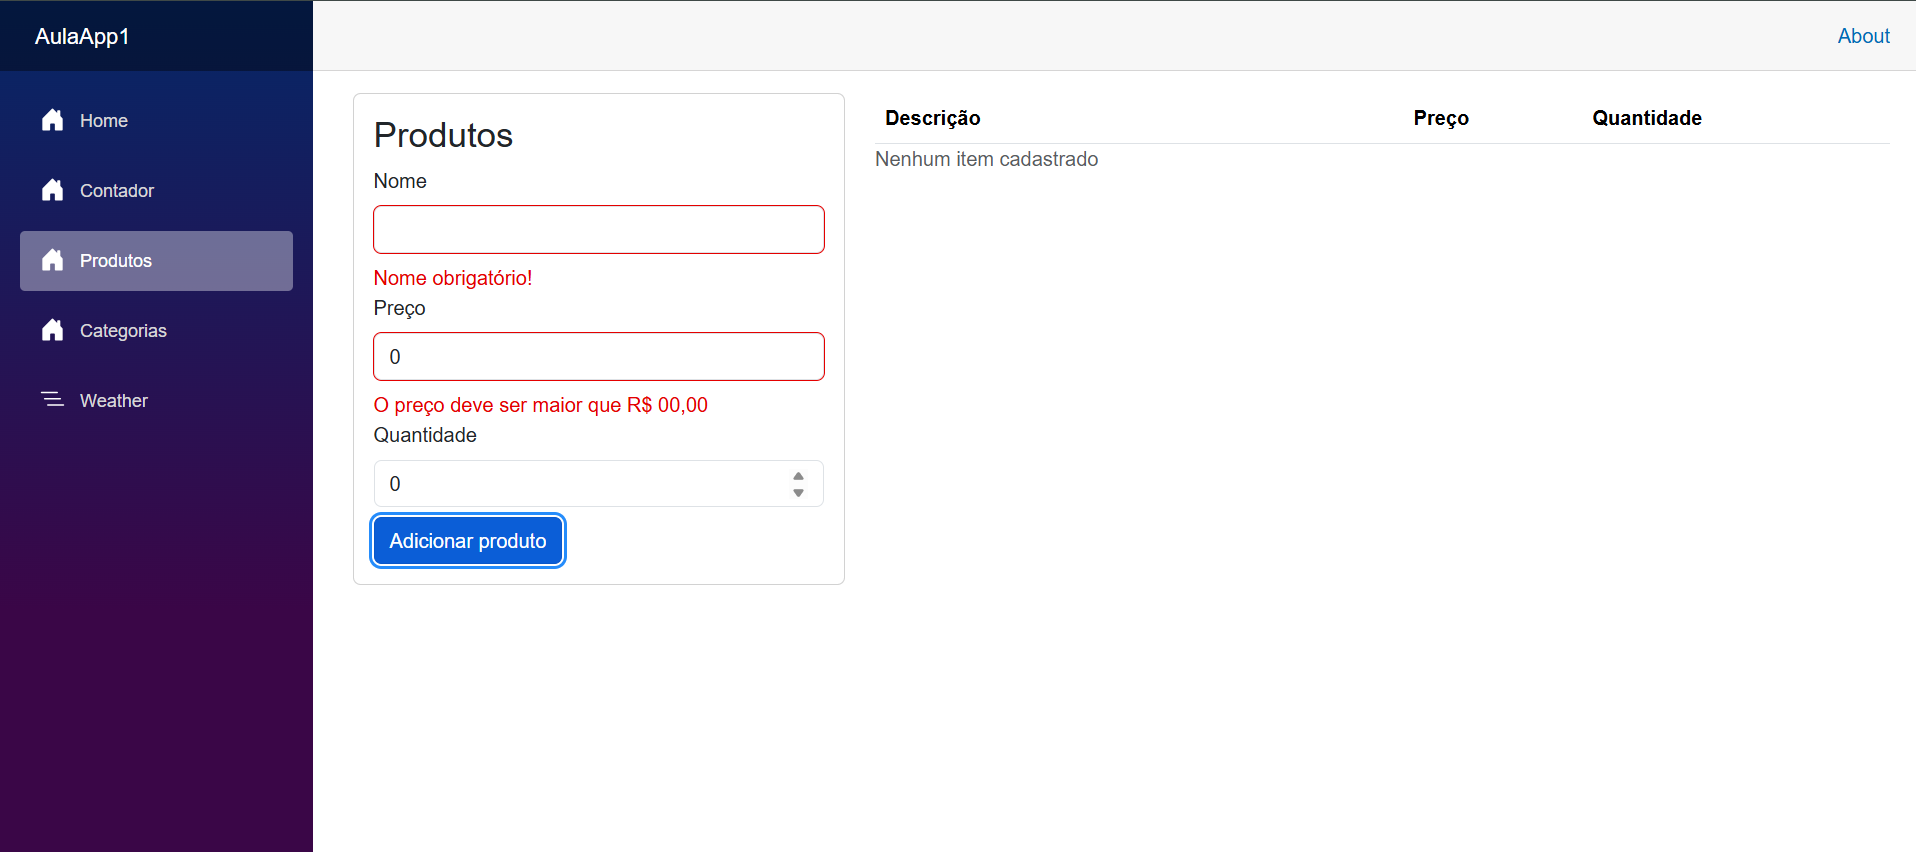 AulaApp1
About
Home
Contador
Produtos
Categorias
Weather
Produtos
Nome
Nome obrigatório!
Preço
0
O preço deve ser maior que R$ 00,00
Quantidade
0
Adicionar produto
Descrição Preço Quantidade
Nenhum item cadastrado